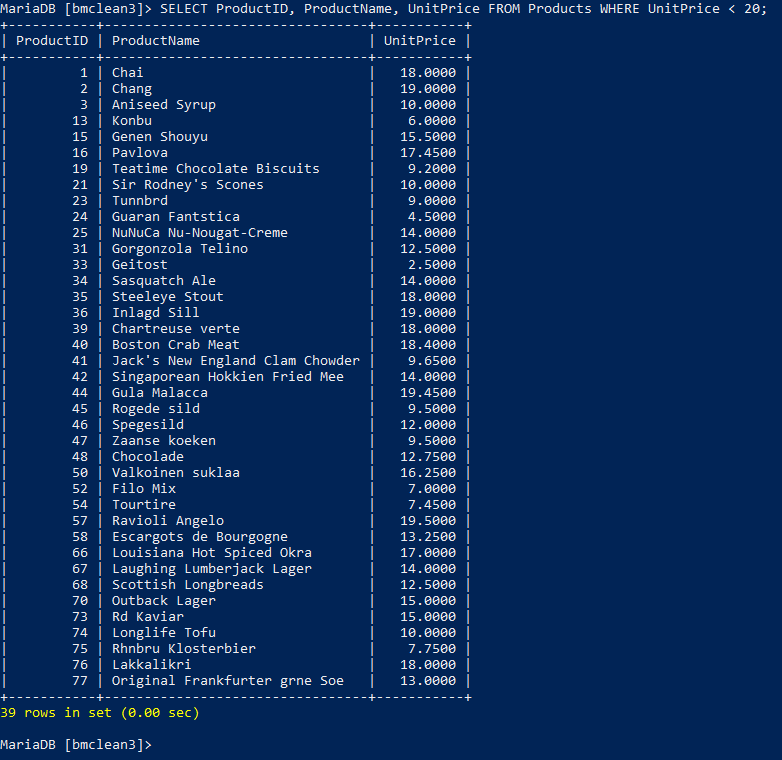 MariaDB [bmclean3]> SELECT ProductID, ProductName, UnitPrice FROM Products WHERE UnitPrice < 20;
+-----------+---------------------------------+-----------+
| ProductID | ProductName                     | UnitPrice |
+-----------+---------------------------------+-----------+
|         1 | Chai                            |   18.0000 |
|         2 | Chang                           |   19.0000 |
|         3 | Aniseed Syrup                   |   10.0000 |
|        13 | Konbu                           |    6.0000 |
|        15 | Genen Shouyu                    |   15.5000 |
|        16 | Pavlova                         |   17.4500 |
|        19 | Teatime Chocolate Biscuits      |    9.2000 |
|        21 | Sir Rodney's Scones             |   10.0000 |
|        23 | Tunnbrd                         |    9.0000 |
|        24 | Guaran Fantstica                |    4.5000 |
|        25 | NuNuCa Nu-Nougat-Creme          |   14.0000 |
|        31 | Gorgonzola Telino               |   12.5000 |
|        33 | Geitost                         |    2.5000 |
|        34 | Sasquatch Ale                   |   14.0000 |
|        35 | Steeleye Stout                  |   18.0000 |
|        36 | Inlagd Sill                     |   19.0000 |
|        39 | Chartreuse verte                |   18.0000 |
|        40 | Boston Crab Meat                |   18.4000 |
|        41 | Jack's New England Clam Chowder |    9.6500 |
|        42 | Singaporean Hokkien Fried Mee   |   14.0000 |
|        44 | Gula Malacca                    |   19.4500 |
|        45 | Rogede sild                     |    9.5000 |
|        46 | Spegesild                       |   12.0000 |
|        47 | Zaanse koeken                   |    9.5000 |
|        48 | Chocolade                       |   12.7500 |
|        50 | Valkoinen suklaa                |   16.2500 |
|        52 | Filo Mix                        |    7.0000 |
|        54 | Tourtire                        |    7.4500 |
|        57 | Ravioli Angelo                  |   19.5000 |
|        58 | Escargots de Bourgogne          |   13.2500 |
|        66 | Louisiana Hot Spiced Okra       |   17.0000 |
|        67 | Laughing Lumberjack Lager       |   14.0000 |
|        68 | Scottish Longbreads             |   12.5000 |
|        70 | Outback Lager                   |   15.0000 |
|        73 | Rd Kaviar                       |   15.0000 |
|        74 | Longlife Tofu                   |   10.0000 |
|        75 | Rhnbru Klosterbier              |    7.7500 |
|        76 | Lakkalikri                      |   18.0000 |
|        77 | Original Frankfurter grne Soe   |   13.0000 |
+-----------+---------------------------------+-----------+
39 rows in set (0.00 sec)
MariaDB [bmclean3]>